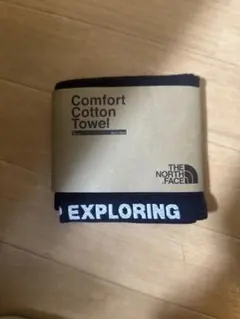 Comfort
Cotton
Towel
THE
NORTH
FACE
EXPLORING